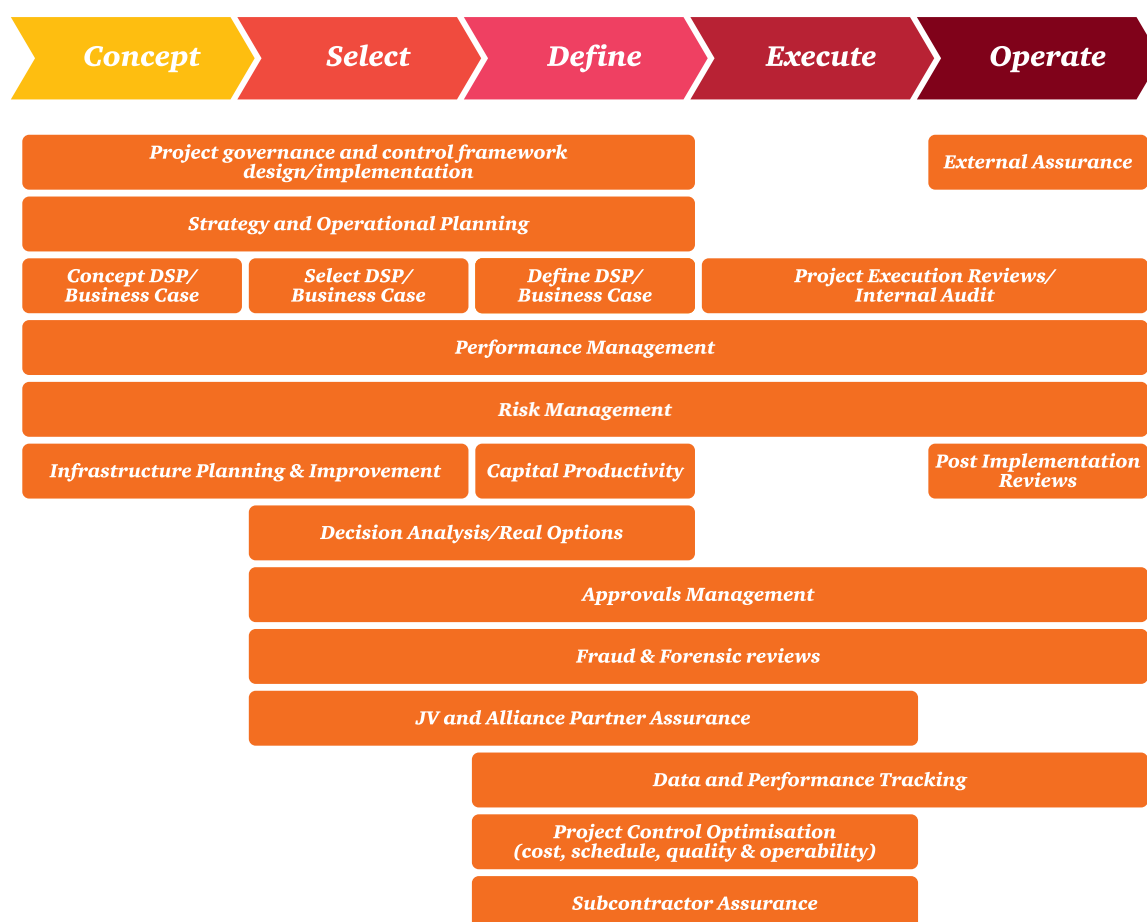 Concept
Select
Define
Execute
Operate
Project governance and control framework
design/implementation
External Assurance
Strategy and Operational Planning
Concept DSP/
Business Case
Select DSP/
Business Case
Define DSP/
Business Case
Project Execution Reviews/
Internal Audit
Performance Management
Risk Management
Infrastructure Planning & Improvement
Capital Productivity
Post Implementation
Reviews
Decision Analysis/Real Options
Approvals Management
Fraud & Forensic reviews
JV and Alliance Partner Assurance
Data and Performance Tracking
Project Control Optimisation
(cost, schedule, quality & operability)
Subcontractor Assurance